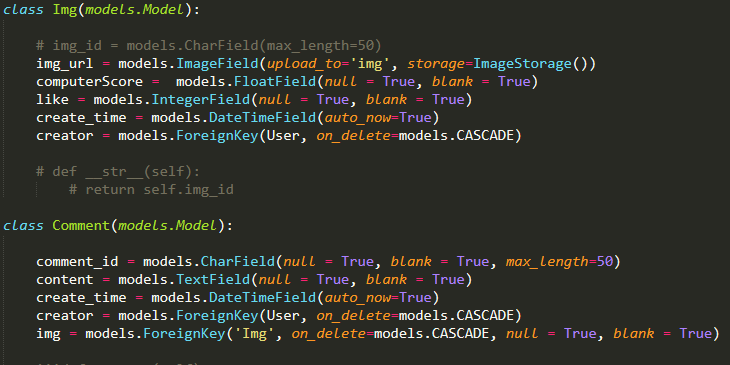 class Img(models.Model):
# img_id = models.CharField(max_length=50)
img_url = models.ImageField(upload_to='img', storage=ImageStorage())
computerScore =  models.FloatField(null = True, blank = True)
like = models.IntegerField(null = True, blank = True)
create_time = models.DateTimeField(auto_now=True)
creator = models.ForeignKey(User, on_delete=models.CASCADE)
# def __str__(self):
# return self.img_id
class Comment(models.Model):
comment_id = models.CharField(null = True, blank = True, max_length=50)
content = models.TextField(null = True, blank = True)
create_time = models.DateTimeField(auto_now=True)
creator = models.ForeignKey(User, on_delete=models.CASCADE)
img = models.ForeignKey('Img', on_delete=models.CASCADE, null = True, blank = True)